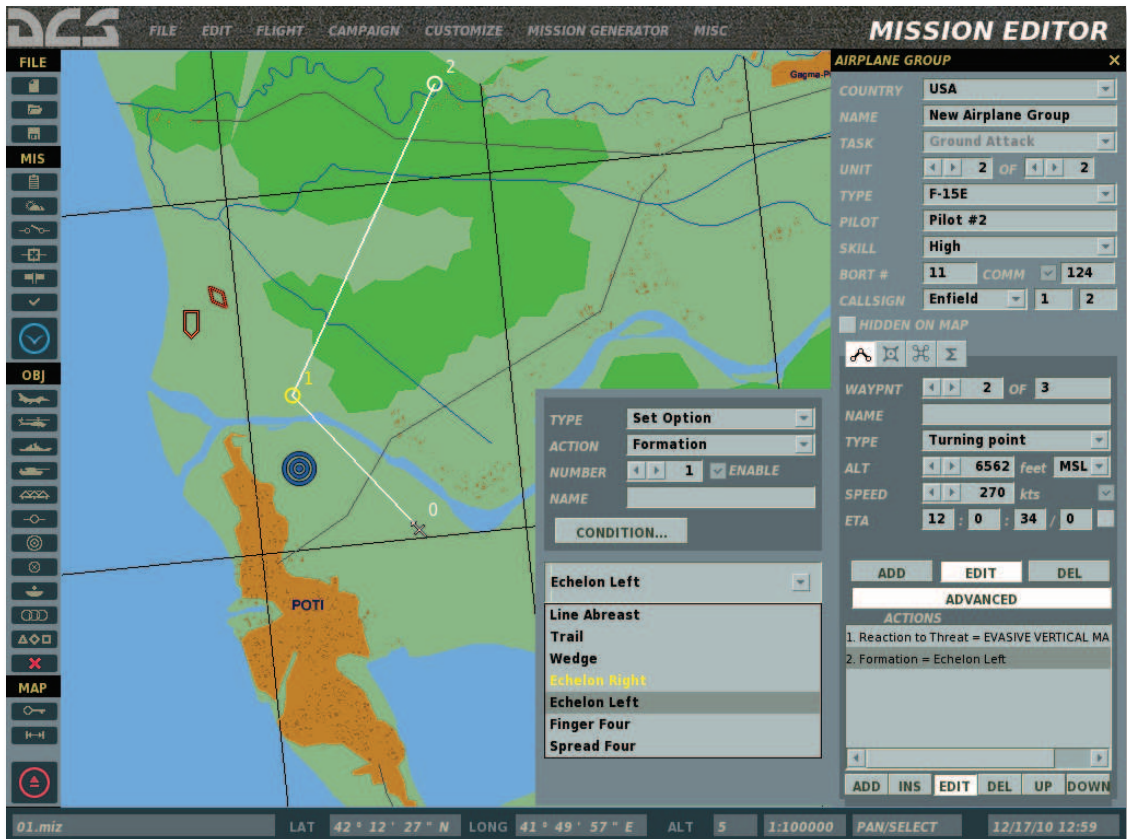 DCS FILE EDIT FLIGHT CAMPAIGN CUSTOMIZE MISSION GENERATOR MISC MISSION EDITOR
FILE
MIS
OBJ
MAP
2
1
0
POTI
TYPE Set Option
ACTION Formation
NUMBER 1 ENABLE
NAME
CONDITION...
Echelon Left
Line Abreast
Trail
Wedge
Echelon Right
Echelon Left
Finger Four
Spread Four
AIRPLANE GROUP
COUNTRY USA
NAME New Airplane Group
TASK Ground Attack
UNIT 2 OF 2
TYPE F-15E
PILOT Pilot #2
SKILL High
BORT # 11 COMM 124
CALLSIGN Enfield 1 2
HIDDEN ON MAP
Σ
WAYPNT 2 OF 3
NAME
TYPE Turning point
ALT 6562 feet MSL
SPEED 270 kts
ETA 12 : 0 : 34 / 0
ADD EDIT DEL
ADVANCED
ACTIONS
1. Reaction to Threat = EVASIVE VERTICAL MA
2. Formation = Echelon Left
ADD INS EDIT DEL UP DOWN
01.miz LAT 42 ° 12 ' 27 " N LONG 41 ° 49 ' 57 " E ALT 5 1:100000 PAN/SELECT 12/17/10 12:59